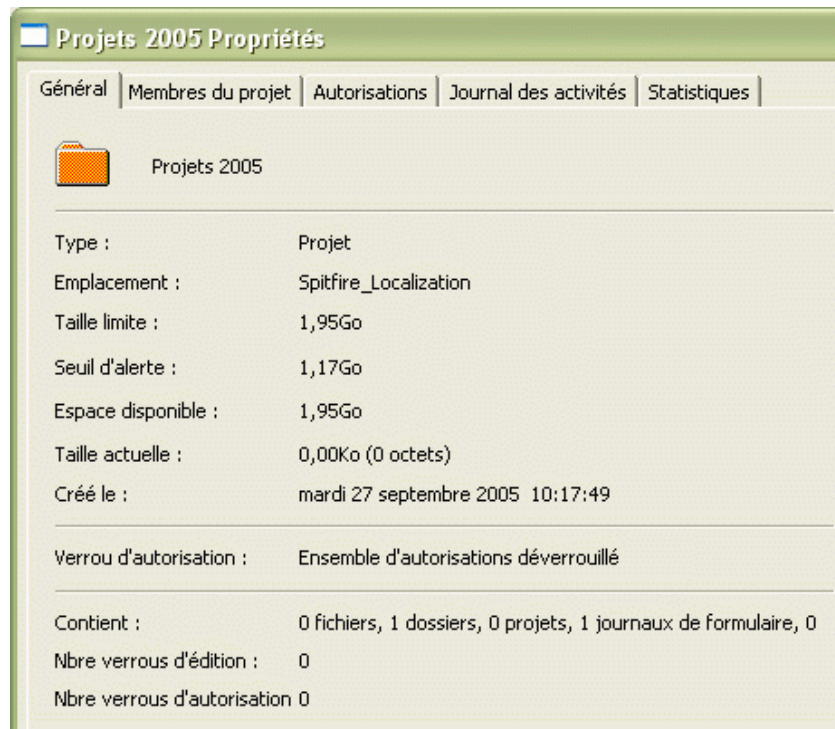 Projets 2005 Propriétés
Général Membres du projet Autorisations Journal des activités Statistiques
Projets 2005
Type : Projet
Emplacement : Spitfire_Localization
Taille limite : 1,95Go
Seuil d'alerte : 1,17Go
Espace disponible : 1,95Go
Taille actuelle : 0,00Ko (0 octets)
Créé le : mardi 27 septembre 2005 10:17:49
Verrou d'autorisation : Ensemble d'autorisations déverrouillé
Contient : 0 fichiers, 1 dossiers, 0 projets, 1 journaux de formulaire, 0
Nbre verrous d'édition : 0
Nbre verrous d'autorisation 0